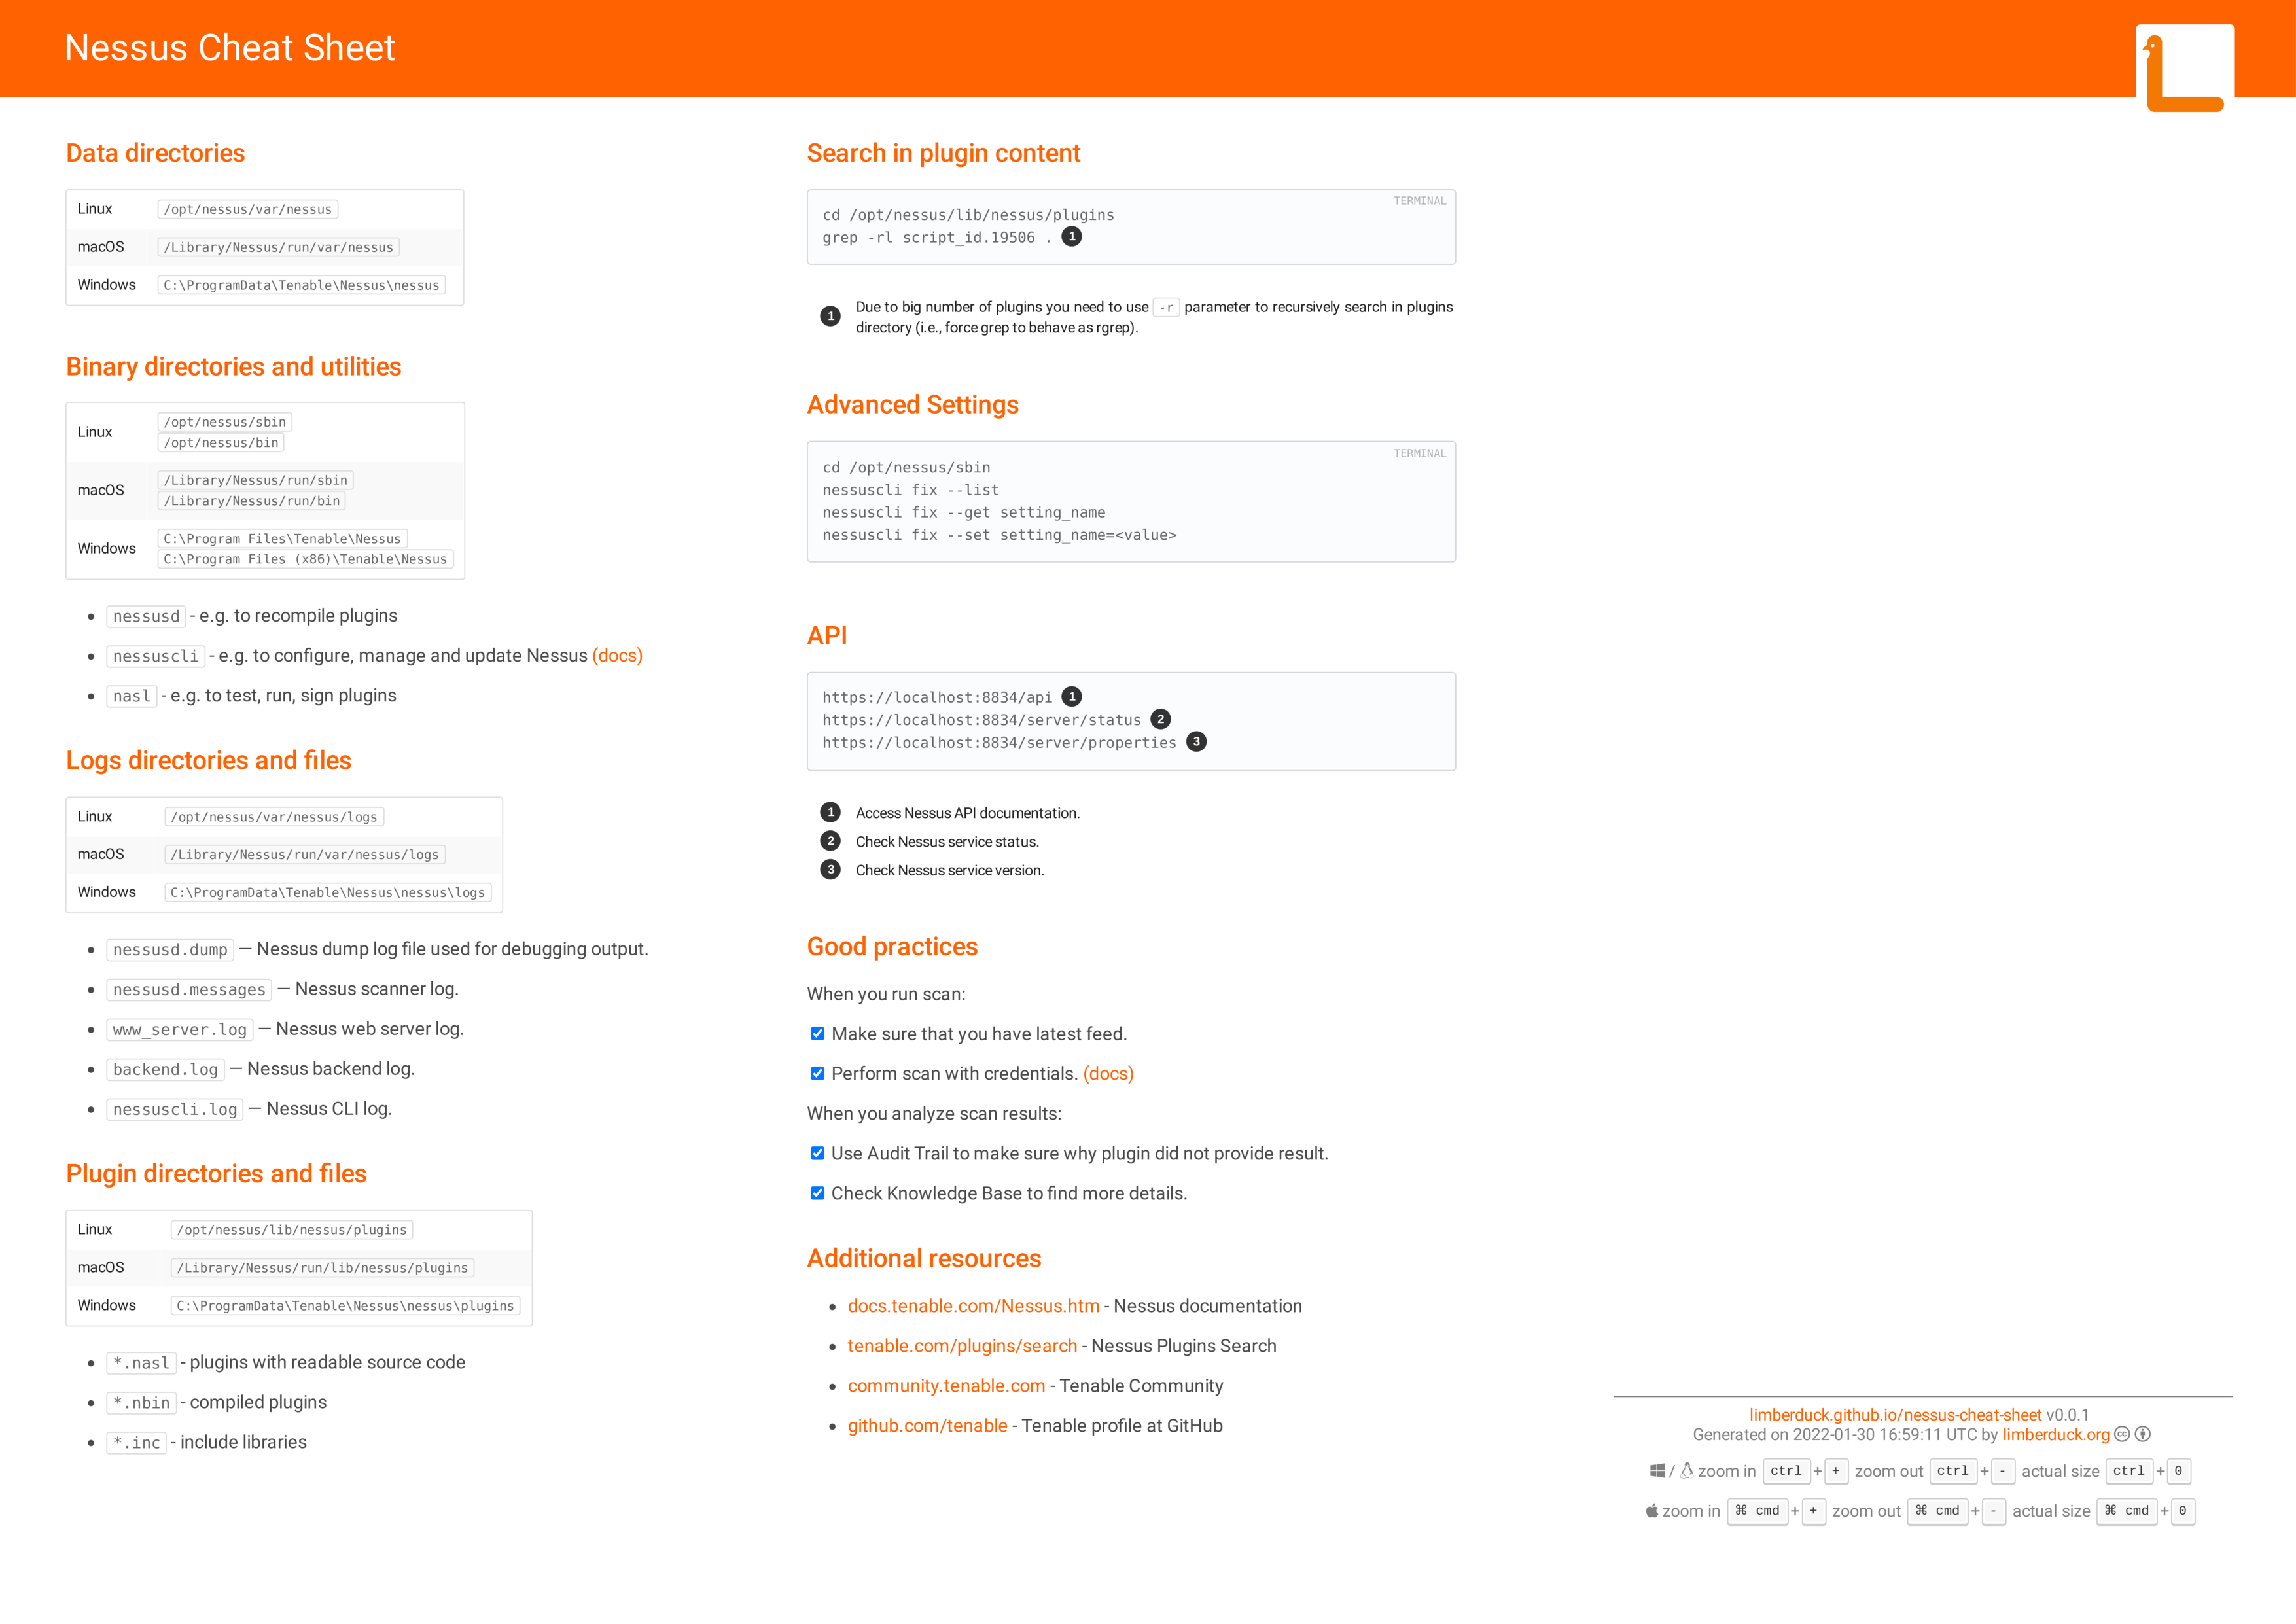 Nessus Cheat Sheet
Data directories
Linux /opt/nessus/var/nessus
macOS /Library/Nessus/run/var/nessus
Windows C:\ProgramData\Tenable\Nessus\nessus
Binary directories and utilities
Linux /opt/nessus/sbin
/opt/nessus/bin
macOS /Library/Nessus/run/sbin
/Library/Nessus/run/bin
Windows C:\Program Files\Tenable\Nessus
C:\Program Files (x86)\Tenable\Nessus
nessusd - e.g. to recompile plugins
nessuscli - e.g. to configure, manage and update Nessus (docs)
nasl - e.g. to test, run, sign plugins
Logs directories and files
Linux /opt/nessus/var/nessus/logs
macOS /Library/Nessus/run/var/nessus/logs
Windows C:\ProgramData\Tenable\Nessus\nessus\logs
nessusd.dump — Nessus dump log file used for debugging output.
nessusd.messages — Nessus scanner log.
www_server.log — Nessus web server log.
backend.log — Nessus backend log.
nessuscli.log — Nessus CLI log.
Plugin directories and files
Linux /opt/nessus/lib/nessus/plugins
macOS /Library/Nessus/run/lib/nessus/plugins
Windows C:\ProgramData\Tenable\Nessus\nessus\plugins
*.nasl - plugins with readable source code
*.nbin - compiled plugins
*.inc - include libraries
Search in plugin content
TERMINAL
cd /opt/nessus/lib/nessus/plugins
grep -rl script_id.19506 . 1
1 Due to big number of plugins you need to use -r parameter to recursively search in plugins
directory (i.e., force grep to behave as rgrep).
Advanced Settings
TERMINAL
cd /opt/nessus/sbin
nessuscli fix --list
nessuscli fix --get setting_name
nessuscli fix --set setting_name=<value>
API
https://localhost:8834/api 1
https://localhost:8834/server/status 2
https://localhost:8834/server/properties 3
1 Access Nessus API documentation.
2 Check Nessus service status.
3 Check Nessus service version.
Good practices
When you run scan:
Make sure that you have latest feed.
Perform scan with credentials. (docs)
When you analyze scan results:
Use Audit Trail to make sure why plugin did not provide result.
Check Knowledge Base to find more details.
Additional resources
docs.tenable.com/Nessus.htm - Nessus documentation
tenable.com/plugins/search - Nessus Plugins Search
community.tenable.com - Tenable Community
github.com/tenable - Tenable profile at GitHub
limberduck.github.io/nessus-cheat-sheet v0.0.1
Generated on 2022-01-30 16:59:11 UTC by limberduck.org
/ zoom in ctrl + + zoom out ctrl + - actual size ctrl + 0
zoom in ⌘ cmd + + zoom out ⌘ cmd + - actual size ⌘ cmd + 0